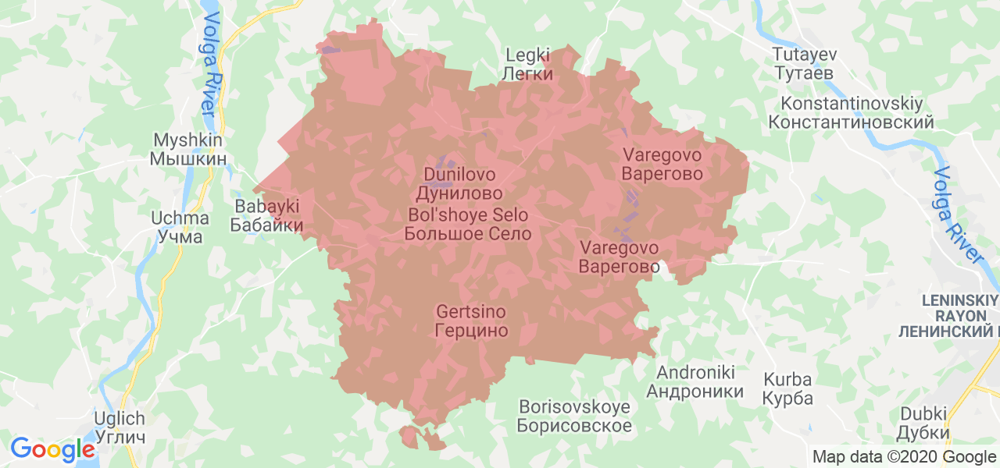 Volga River
Legki
Легки
Tutayev
Тутаев
Konstantinovskiy
Константиновский
Myshkin
Мышкин
Varegovo
Варегово
Dunilovo
Дунилово
Volga River
Babayki
Бабайки
Uchma
Учма
Bol'shoye Selo
Большое Село
Varegovo
Варегово
LENINSKIY
RAYON
ЛЕНИНСКИЙ
Gertsino
Герцино
Androniki
Андроники
Kurba
Курба
Borisovskoye
Борисовское
Uglich
Углич
Dubki
Дубки
Google
Map data ©2020 Google